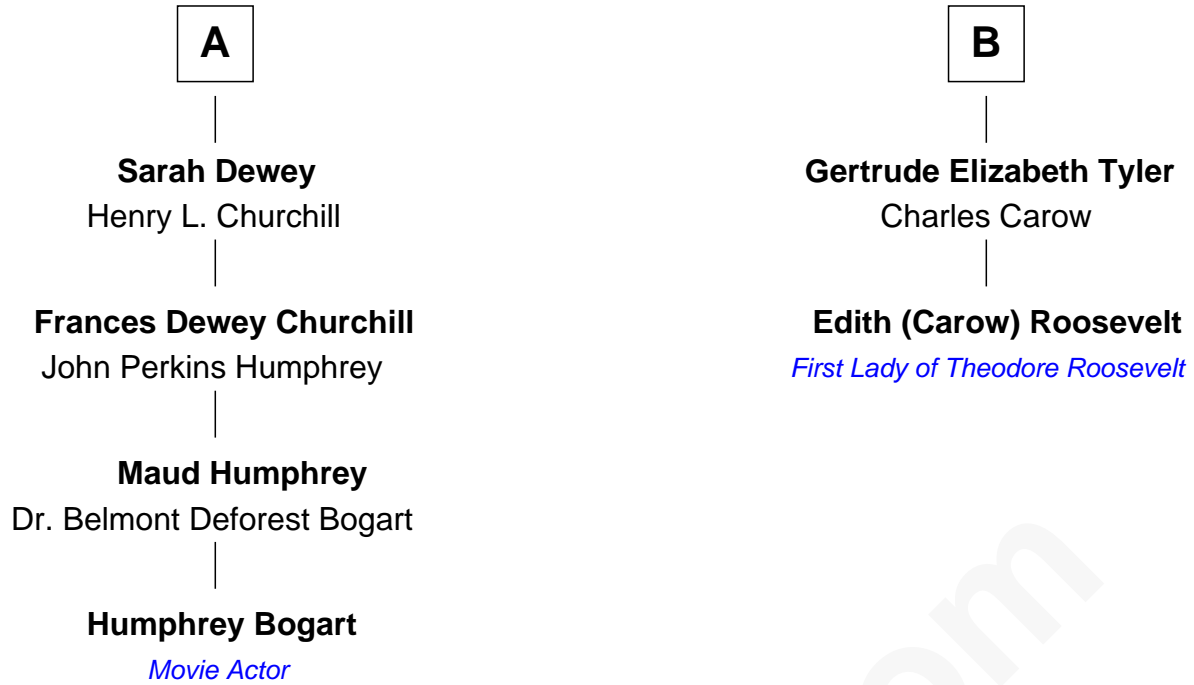 A
Sarah Dewey
Henry L. Churchill
Frances Dewey Churchill
John Perkins Humphrey
Maud Humphrey
Dr. Belmont Deforest Bogart
Humphrey Bogart
Movie Actor
B
Gertrude Elizabeth Tyler
Charles Carow
Edith (Carow) Roosevelt
First Lady of Theodore Roosevelt
om